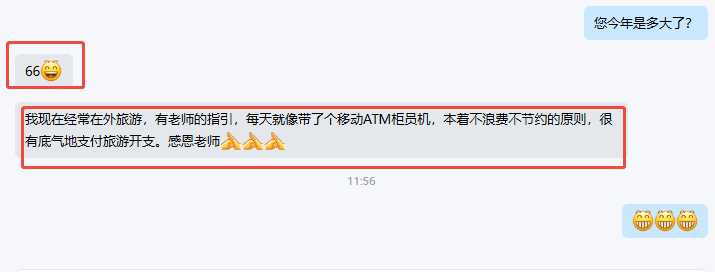 您今年是多大了?
66😄
我现在经常在外旅游，有老师的指引，每天就像带了个移动ATM柜员机，本着不浪费不节约的原则，很
有底气地支付旅游开支。感恩老师🙏🙏🙏
11:56
😁😁😁